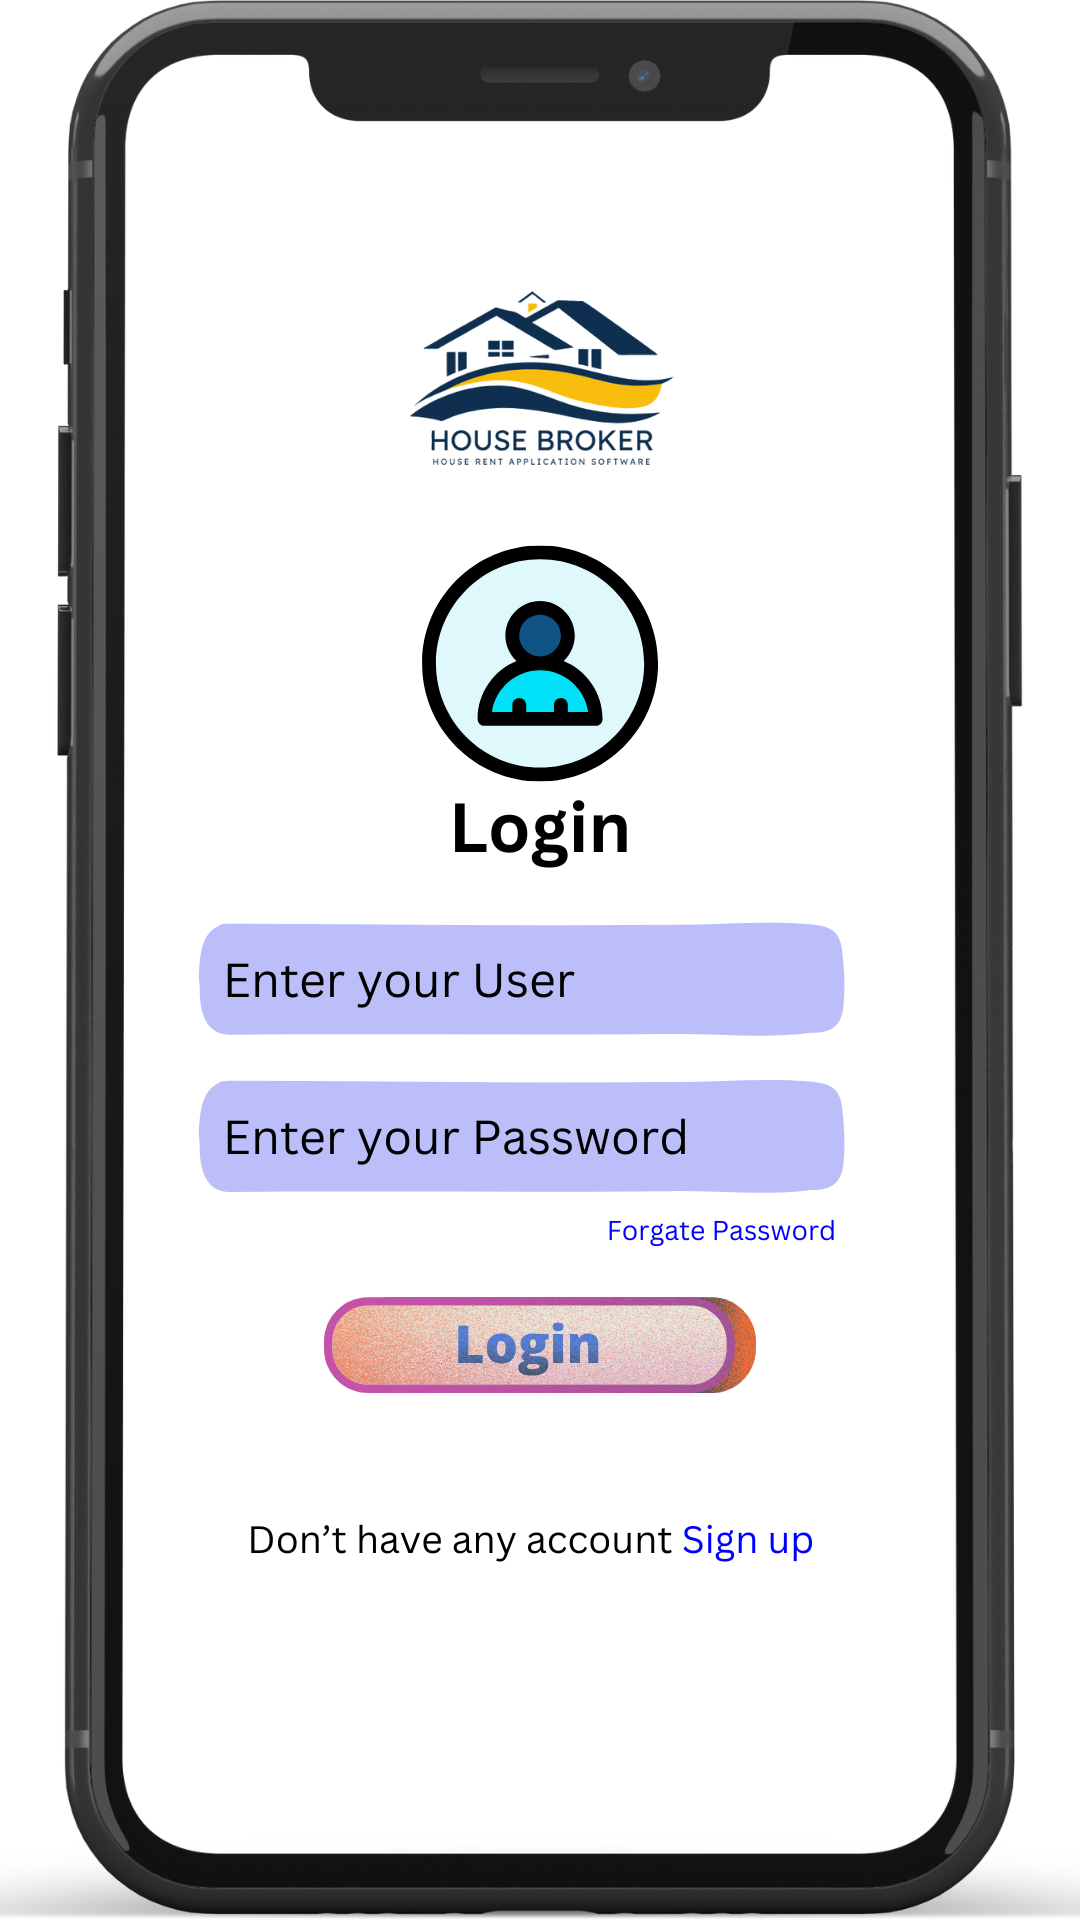 HOUSE BROKER
HOUSE RENT APPLICATION SOFTWARE
Login
Enter your User
Enter your Password
Forgate Password
Login
Don’t have any account Sign up